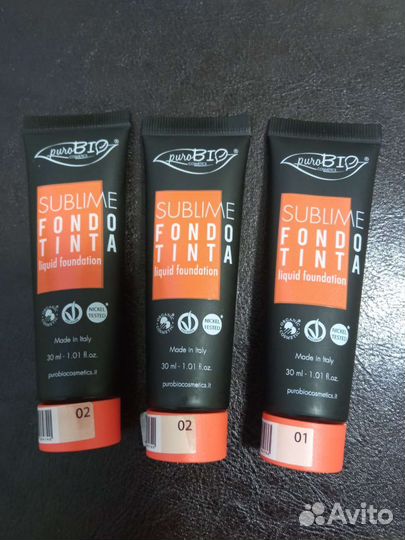 puroBIO®
COSMETICS
SUBLIME
FONDO
TINTA
liquid foundation
ORGANIC COSMETICS
NICKEL TESTED
Made in Italy
30 ml - 1.01 fl.oz.
purobiocosmetics.it
02
puroBIO®
COSMETICS
SUBLIME
FONDO
TINTA
liquid foundation
NICKEL TESTED
Made in Italy
30 ml - 1.01 fl.oz.
purobiocosmetics.it
02
puroBIO®
COSMETICS
SUBLIME
FONDO
TINTA
liquid foundation
NICKEL TESTED
Made in Italy
30 ml - 1.01 fl.oz.
purobiocosmetics.it
01
Avito